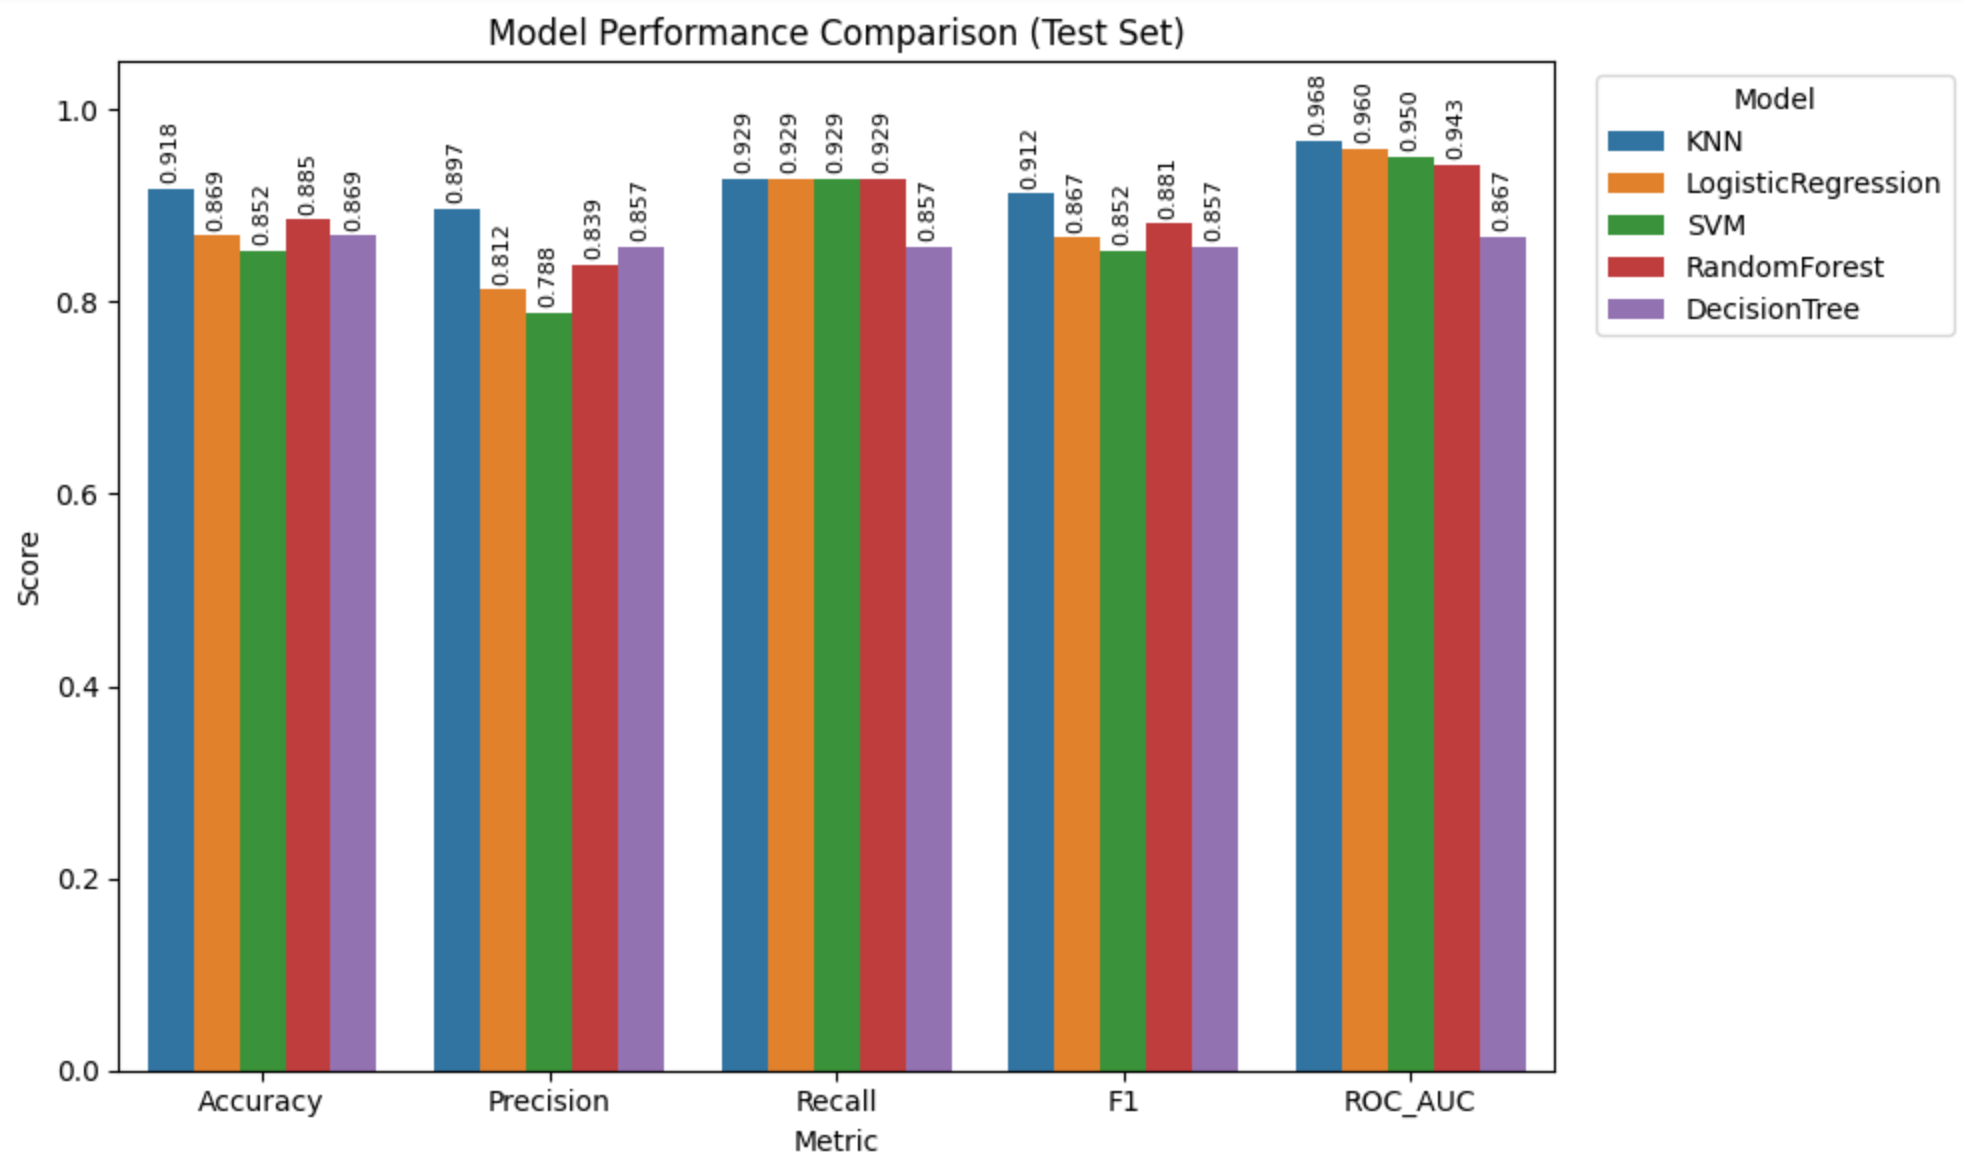 Model Performance Comparison (Test Set)
1.0
0.8
0.6
0.4
0.2
0.0
Score
0.918
0.869
0.852
0.885
0.869
0.897
0.812
0.788
0.839
0.857
0.929
0.929
0.929
0.929
0.857
0.912
0.867
0.852
0.881
0.857
0.968
0.960
0.950
0.943
0.867
Accuracy
Precision
Recall
F1
ROC_AUC
Metric
Model
KNN
LogisticRegression
SVM
RandomForest
DecisionTree